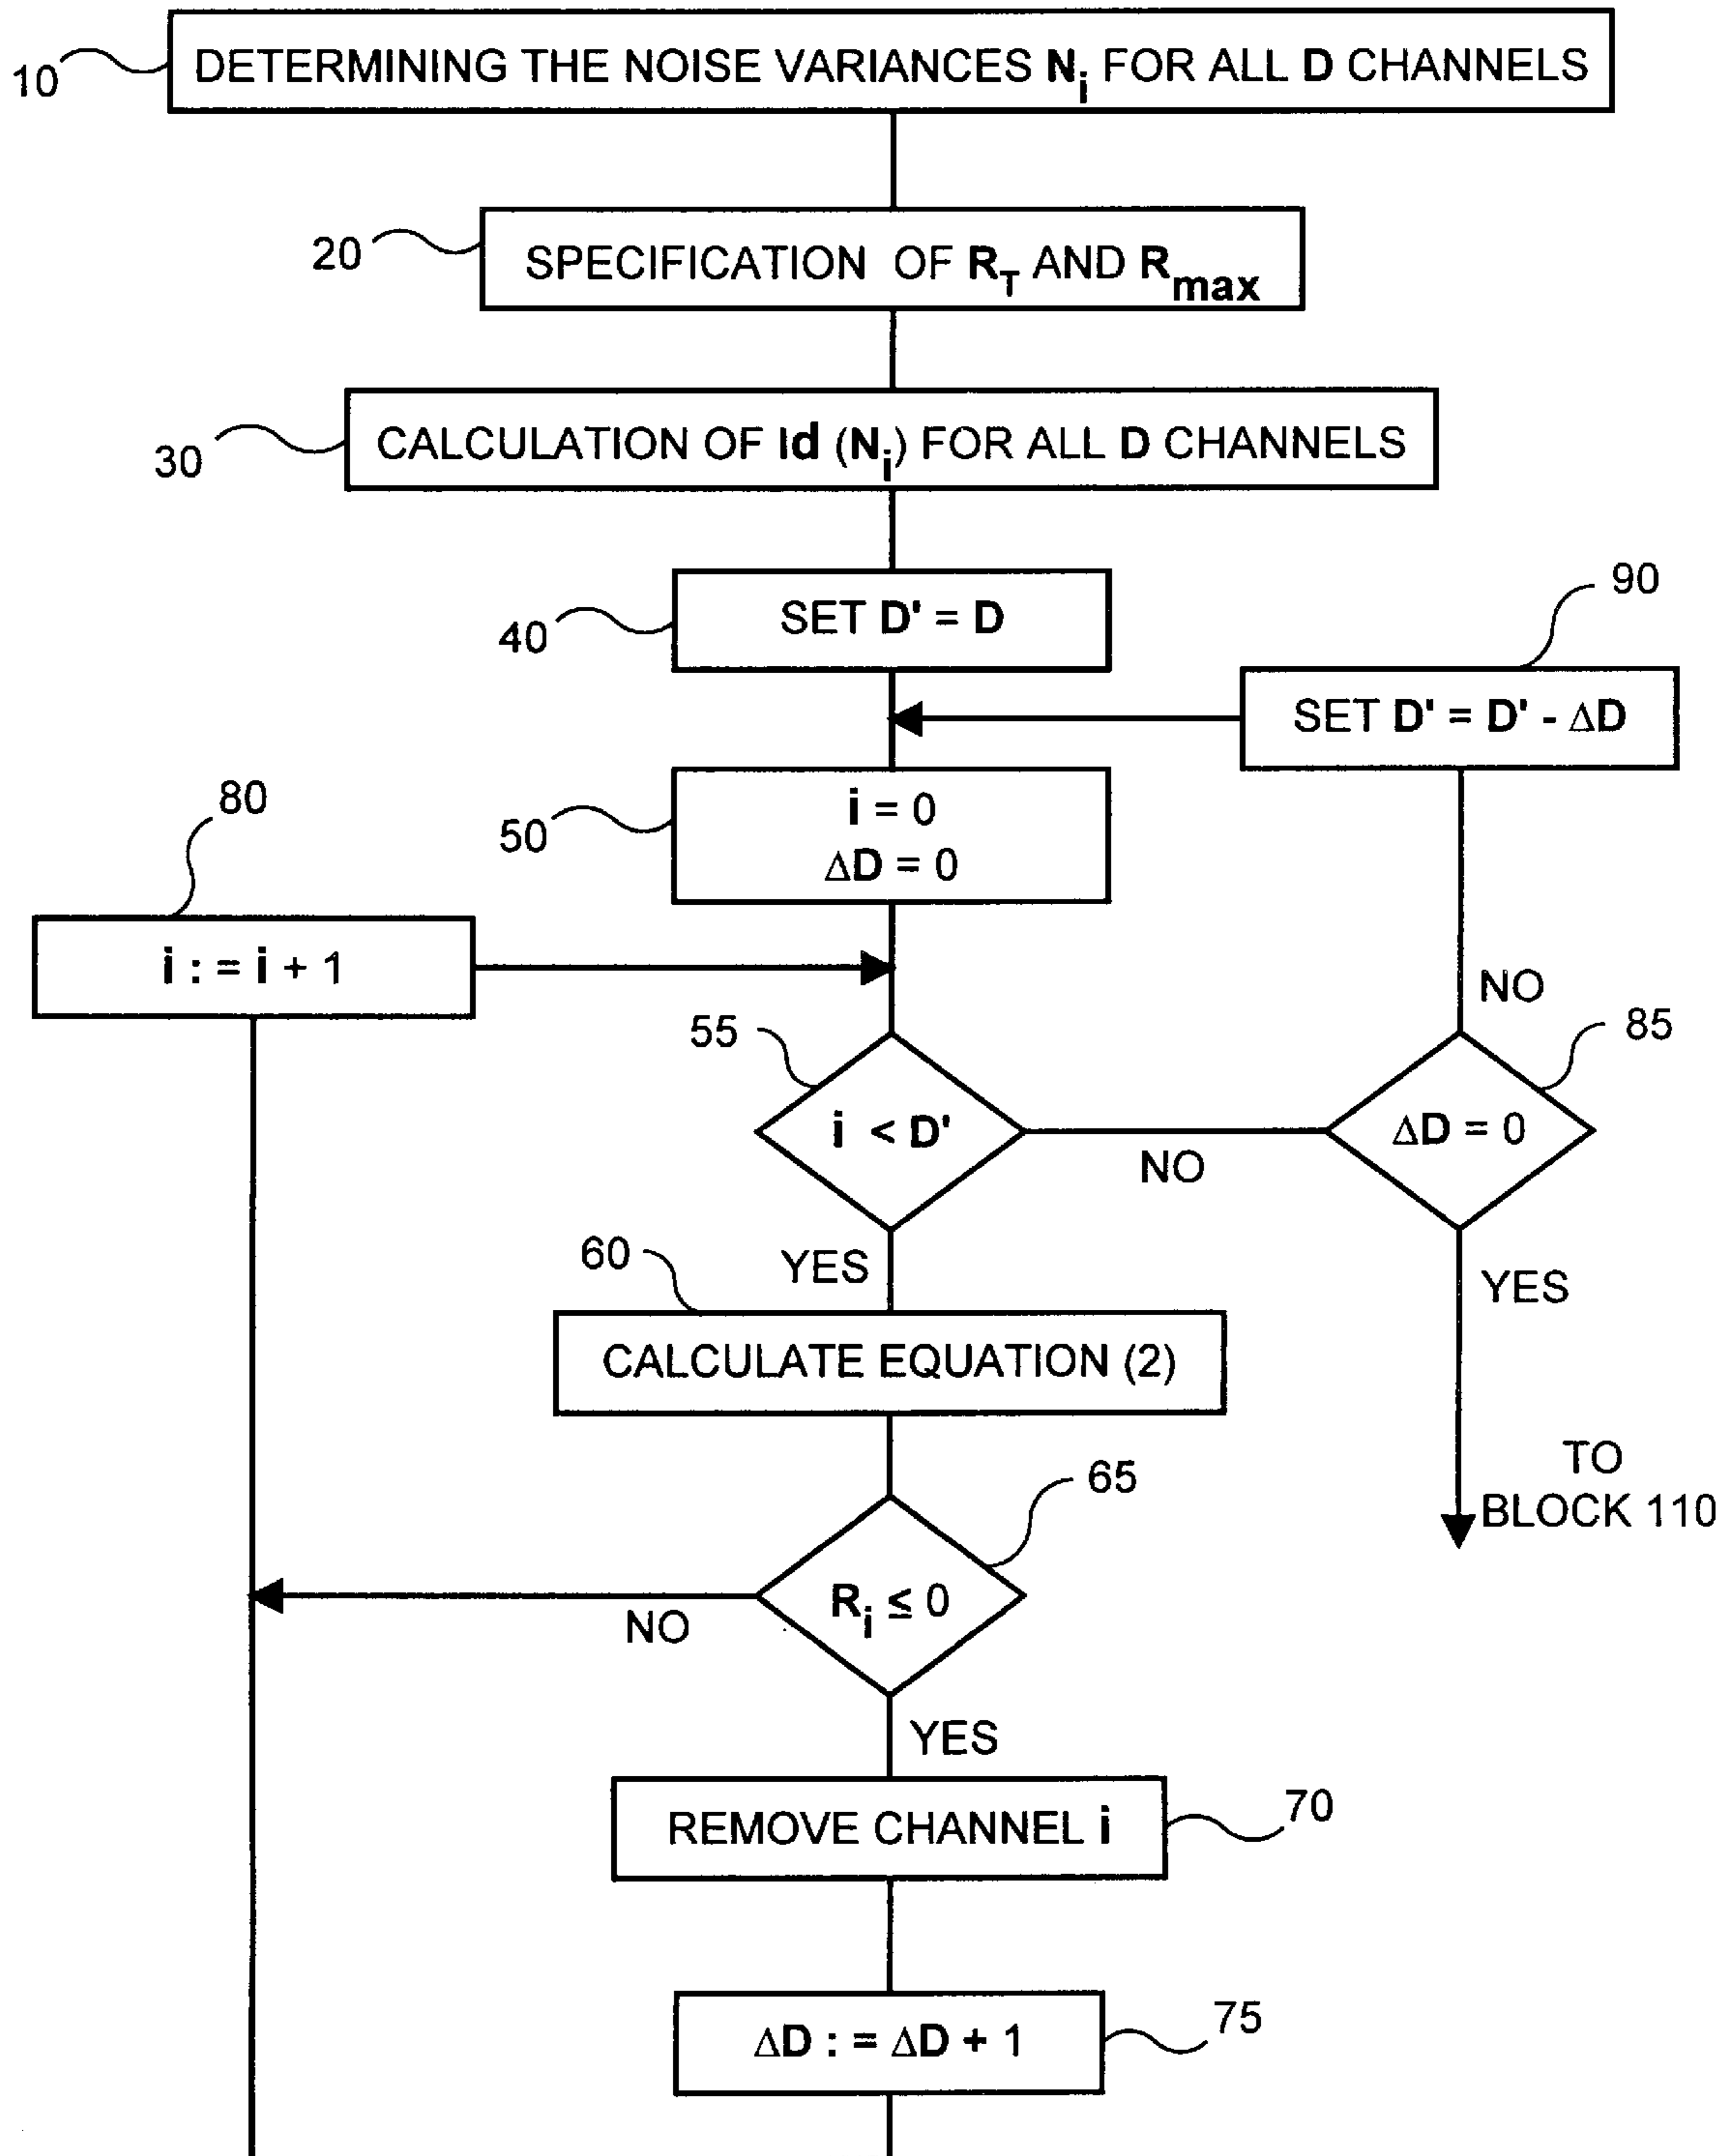 10 DETERMINING THE NOISE VARIANCES Ni FOR ALL D CHANNELS
20 SPECIFICATION OF RT AND Rmax
30 CALCULATION OF ld (Ni) FOR ALL D CHANNELS
40 SET D' = D
90
SET D' = D' - ΔD
80
50 i = 0
ΔD = 0
i : = i + 1
NO
55
85
i < D'
NO
ΔD = 0
60
YES
YES
CALCULATE EQUATION (2)
65
TO
BLOCK 110
Ri ≤ 0
NO
YES
REMOVE CHANNEL i 70
ΔD : = ΔD + 1 75